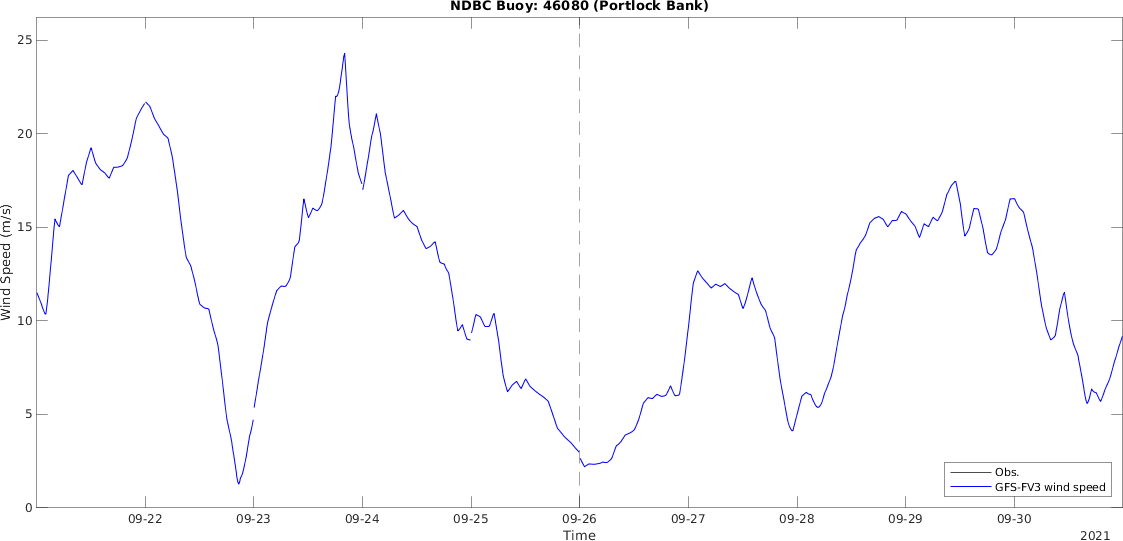 NDBC Buoy: 46080 (Portlock Bank)
25
20
15
10
5
0
Wind Speed (m/s)
Obs.
GFS-FV3 wind speed
09-22 09-23 09-24 09-25 09-26 09-27 09-28 09-29 09-30
Time
2021